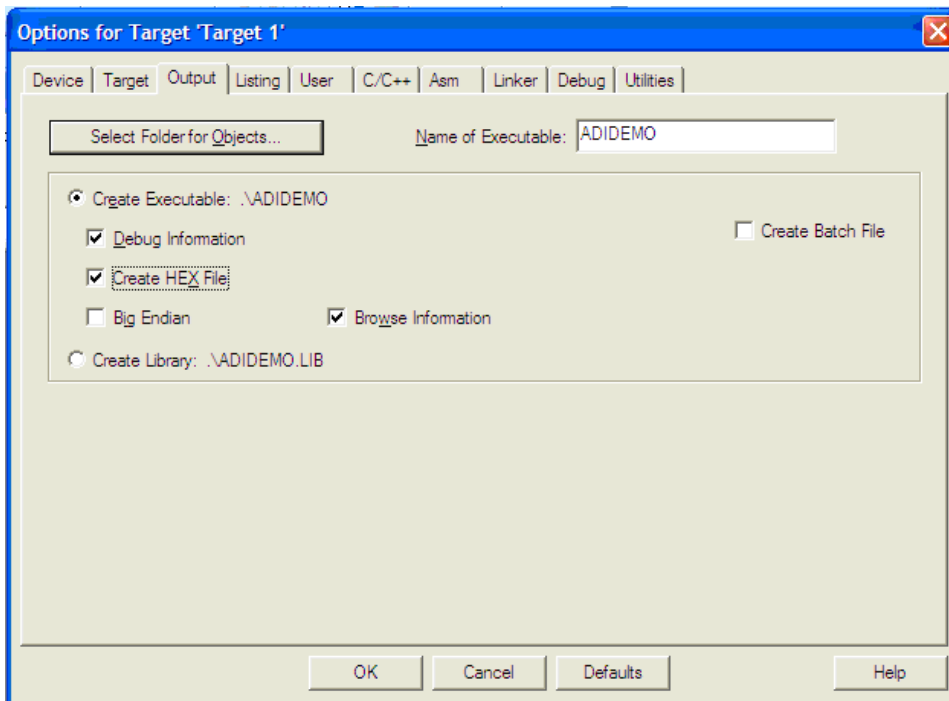 Options for Target 'Target 1'
Device Target Output Listing User C/C++ Asm Linker Debug Utilities
Select Folder for Objects... Name of Executable: ADIDEMO
Create Executable: .\ADIDEMO
Debug Information Create Batch File
Create HEX File
Big Endian Browse Information
Create Library: .\ADIDEMO.LIB
OK Cancel Defaults Help